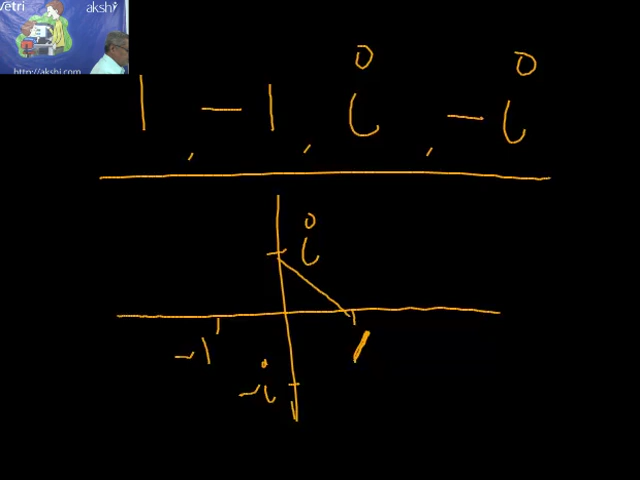 vetri akshi
http://akshi.com
1, -1, i, -i
i
-1 1
-i